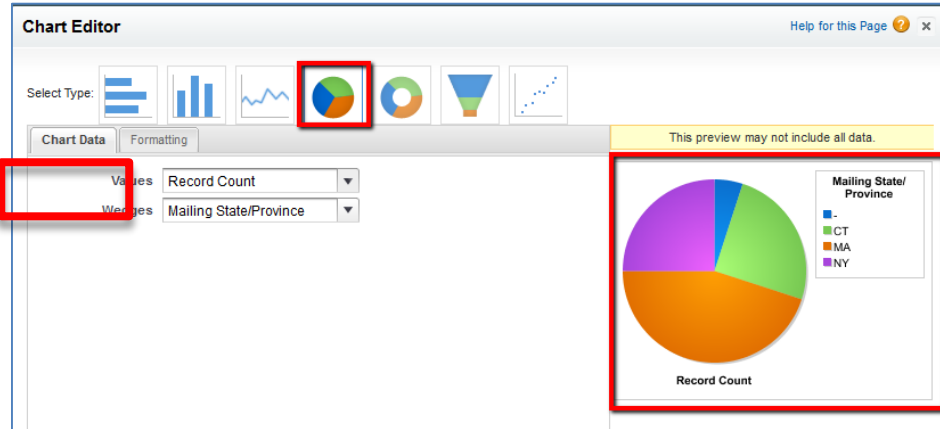 Chart Editor
Help for this Page ? x
Select Type:
Chart Data
Formatting
This preview may not include all data.
Values Record Count
Wedges Mailing State/Province
Mailing State/
Province
-
CT
MA
NY
Record Count